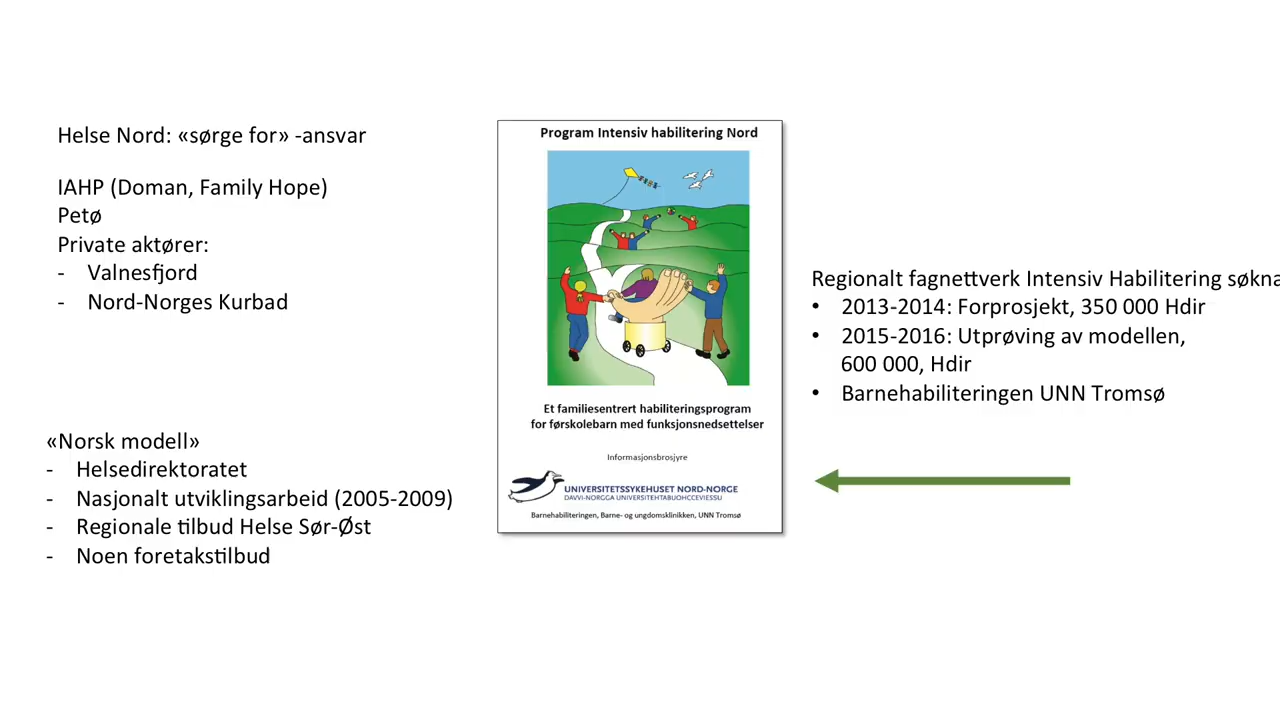 Helse Nord: «sørge for» -ansvar
IAHP (Doman, Family Hope)
Petø
Private aktører:
- Valnesfjord
- Nord-Norges Kurbad
«Norsk modell»
- Helsedirektoratet
- Nasjonalt utviklingsarbeid (2005-2009)
- Regionale tilbud Helse Sør-Øst
- Noen foretakstilbud
Program Intensiv habilitering Nord
Et familiesentrert habiliteringsprogram
for førskolebarn med funksjonsnedsettelser
Informasjonsbrosjyre
UNIVERSITETSSYKEHUSET NORD-NORGE
DAVVI-NORGGA UNIVERSITEHTABUOHCCEVIESSU
Barnehabiliteringen, Barne- og ungdomsklinikken, UNN Tromsø
Regionalt fagnettverk Intensiv Habilitering søkna
• 2013-2014: Forprosjekt, 350 000 Hdir
• 2015-2016: Utprøving av modellen,
600 000, Hdir
• Barnehabiliteringen UNN Tromsø